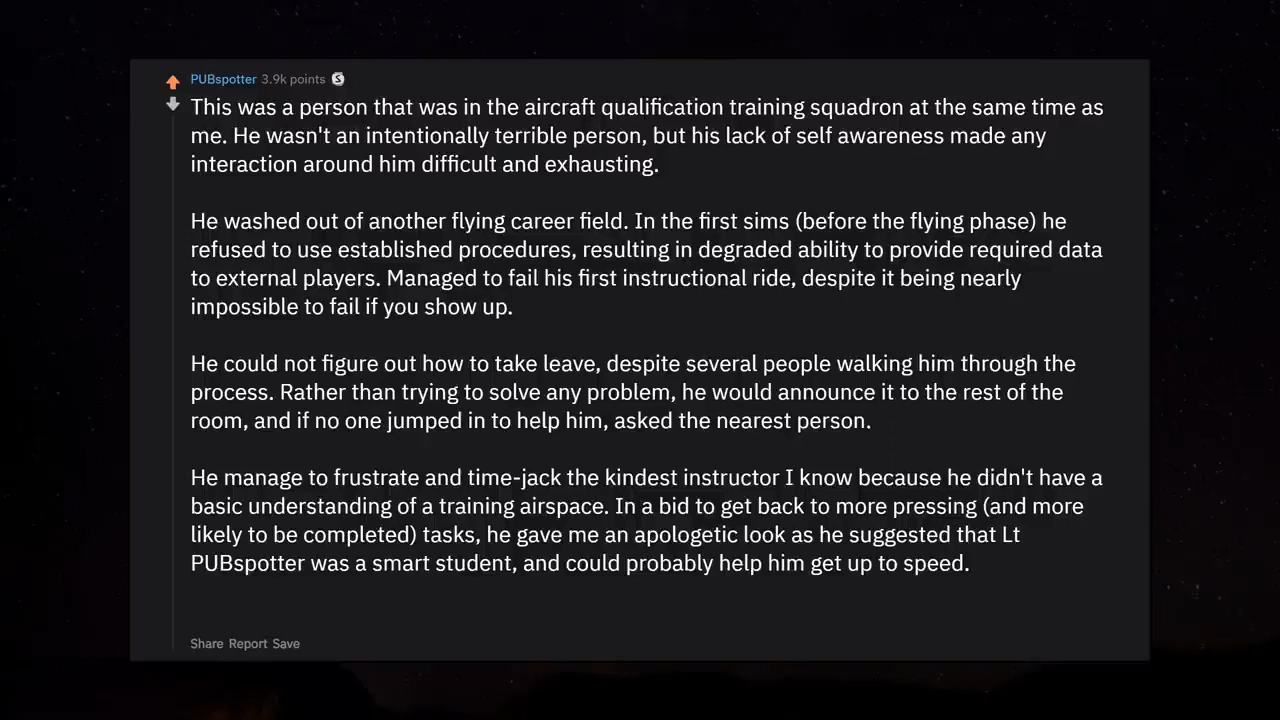 PUBspotter 3.9k points S
This was a person that was in the aircraft qualification training squadron at the same time as
me. He wasn't an intentionally terrible person, but his lack of self awareness made any
interaction around him difficult and exhausting.
He washed out of another flying career field. In the first sims (before the flying phase) he
refused to use established procedures, resulting in degraded ability to provide required data
to external players. Managed to fail his first instructional ride, despite it being nearly
impossible to fail if you show up.
He could not figure out how to take leave, despite several people walking him through the
process. Rather than trying to solve any problem, he would announce it to the rest of the
room, and if no one jumped in to help him, asked the nearest person.
He manage to frustrate and time-jack the kindest instructor I know because he didn't have a
basic understanding of a training airspace. In a bid to get back to more pressing (and more
likely to be completed) tasks, he gave me an apologetic look as he suggested that Lt
PUBspotter was a smart student, and could probably help him get up to speed.
Share Report Save